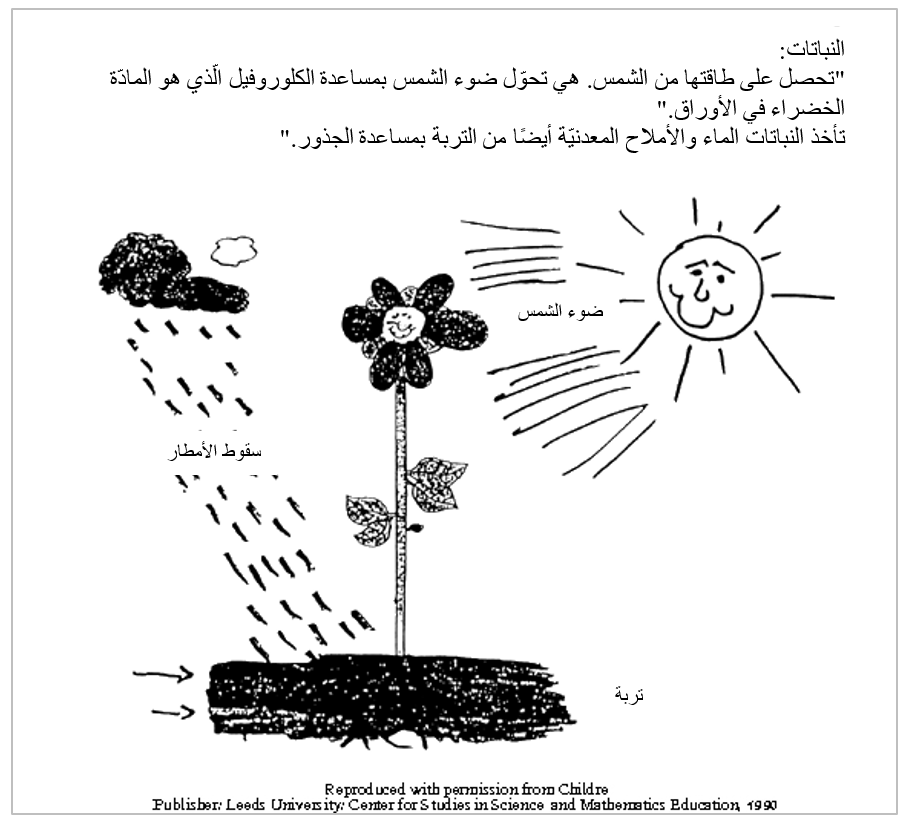 النباتات:
"تحصل على طاقتها من الشمس. هي تحوّل ضوء الشمس بمساعدة الكلوروفيل الّذي هو المادّة
الخضراء في الأوراق."
تأخذ النباتات الماء والأملاح المعدنيّة أيضًا من التربة بمساعدة الجذور."
ضوء الشمس
سقوط الأمطار
تربة
Reproduced with permission from Childre
Publisher: Leeds University: Center for Studies in Science and Mathematics Education, 1990